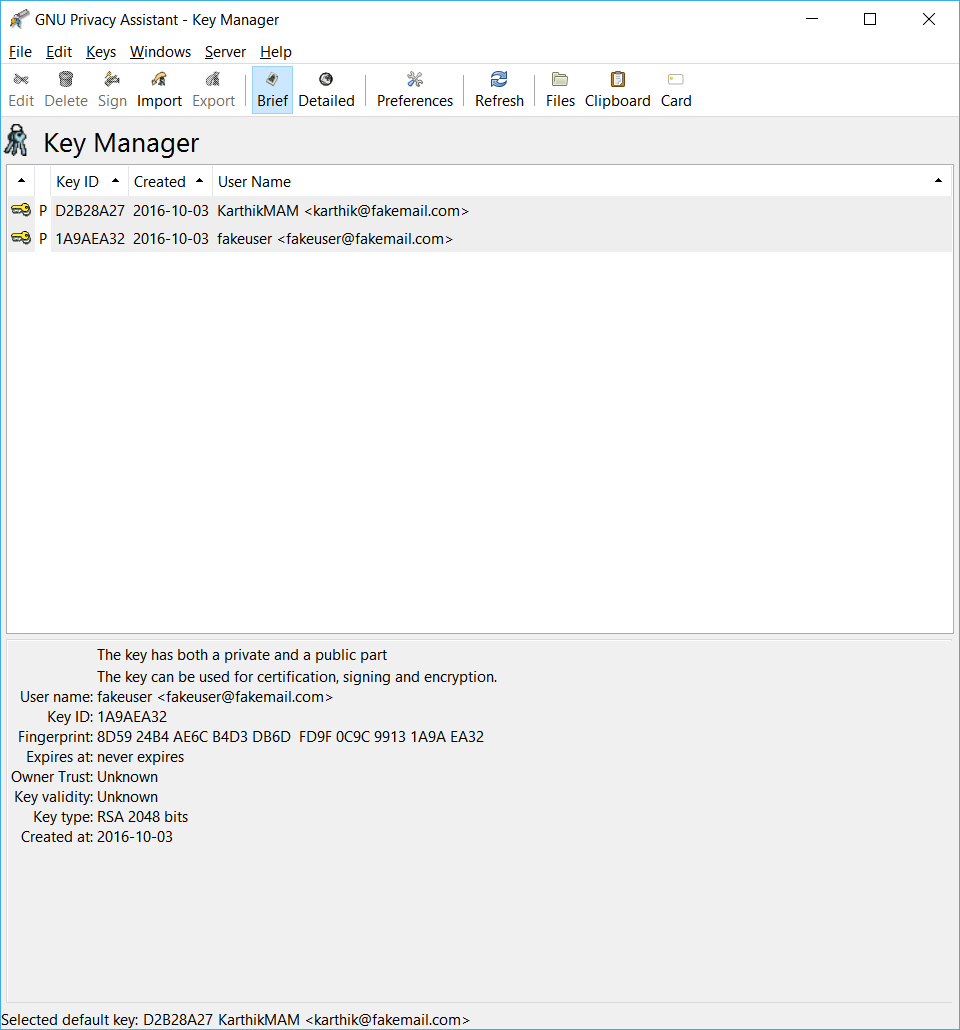 GNU Privacy Assistant - Key Manager
File Edit Keys Windows Server Help
Edit Delete Sign Import Export Brief Detailed Preferences Refresh Files Clipboard Card
Key Manager
Key ID Created User Name
P D2B28A27 2016-10-03 KarthikMAM <karthik@fakemail.com>
P 1A9AEA32 2016-10-03 fakeuser <fakeuser@fakemail.com>
The key has both a private and a public part
The key can be used for certification, signing and encryption.
User name: fakeuser <fakeuser@fakemail.com>
Key ID: 1A9AEA32
Fingerprint: 8D59 24B4 AE6C B4D3 DB6D  FD9F 0C9C 9913 1A9A EA32
Expires at: never expires
Owner Trust: Unknown
Key validity: Unknown
Key type: RSA 2048 bits
Created at: 2016-10-03
Selected default key: D2B28A27 KarthikMAM <karthik@fakemail.com>